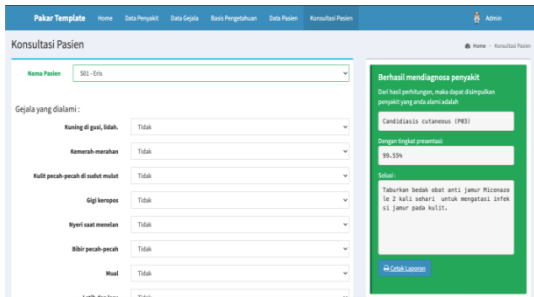 Pakar Template Home Data Penyakit Data Gejala Basis Pengetahuan Data Pasien Konsultasi Pasien Admin
Konsultasi Pasien
Home > Konsultasi Pasien
Nama Pasien S01 - Eris
Gejala yang dialami :
Kuning di gusi, lidah. Tidak
Kemerah-merahan Tidak
Kulit pecah-pecah di sudut mulut Tidak
Gigi keropos Tidak
Nyeri saat menelan Tidak
Bibir pecah-pecah Tidak
Mual Tidak
Tidak
Berhasil mendiagnosa penyakit
Dari hasil perhitungan, maka dapat disimpulkan
penyakit yang anda alami adalah
Candidiasis cutaneous (P03)
Dengan tingkat presentasi:
99.55%
Solusi :
Taburkan bedak obat anti jamur Miconazo
le 2 kali sehari untuk mengatasi infek
si jamur pada kulit.
Cetak Laporan